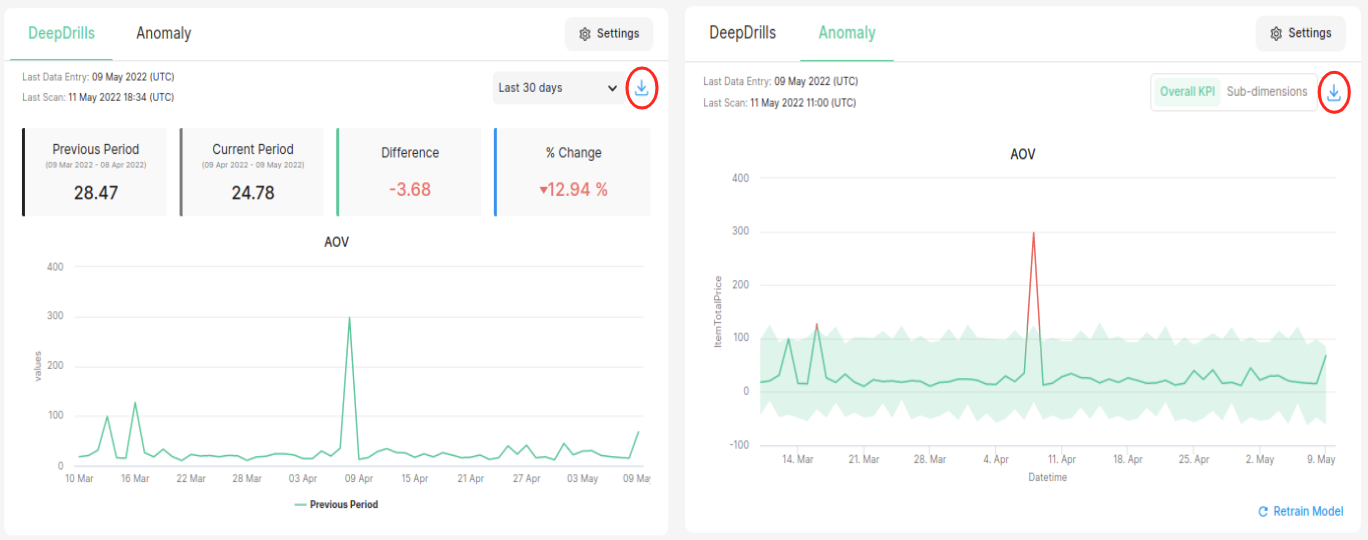 DeepDrills Anomaly Settings
Last Data Entry: 09 May 2022 (UTC)
Last Scan: 11 May 2022 18:34 (UTC)
Last 30 days
Previous Period
(09 Mar 2022 - 08 Apr 2022)
28.47
Current Period
(09 Apr 2022 - 09 May 2022)
24.78
Difference
-3.68
% Change
▾12.94 %
AOV
400
300
200
100
0
values
10 Mar 16 Mar 22 Mar 28 Mar 03 Apr 09 Apr 15 Apr 21 Apr 27 Apr 03 May 09 May
Previous Period
DeepDrills Anomaly Settings
Last Data Entry: 09 May 2022 (UTC)
Last Scan: 11 May 2022 11:00 (UTC)
Overall KPI Sub-dimensions
AOV
400
300
200
100
0
-100
ItemTotalPrice
14. Mar 21. Mar 28. Mar 4. Apr 11. Apr 18. Apr 25. Apr 2. May 9. May
Datetime
Retrain Model